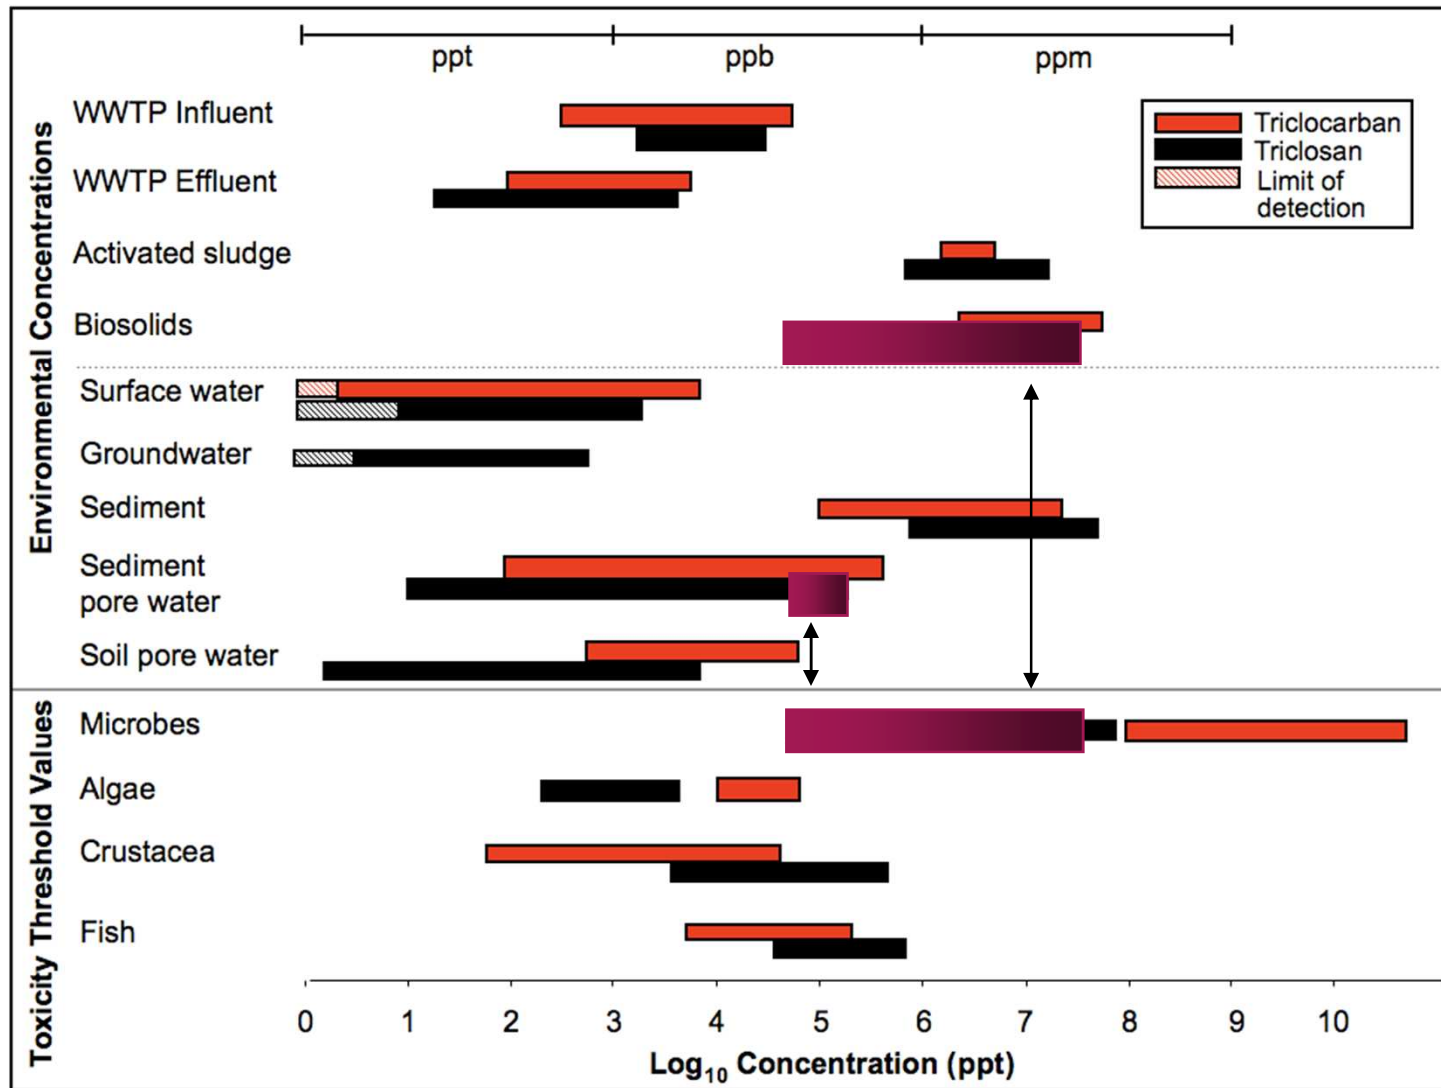 ppt ppb ppm
Environmental Concentrations
WWTP Influent
WWTP Effluent
Activated sludge
Biosolids
Surface water
Groundwater
Sediment
Sediment
pore water
Soil pore water
Triclocarban
Triclosan
Limit of
detection
Toxicity Threshold Values
Microbes
Algae
Crustacea
Fish
0 1 2 3 4 5 6 7 8 9 10
Log₁₀ Concentration (ppt)